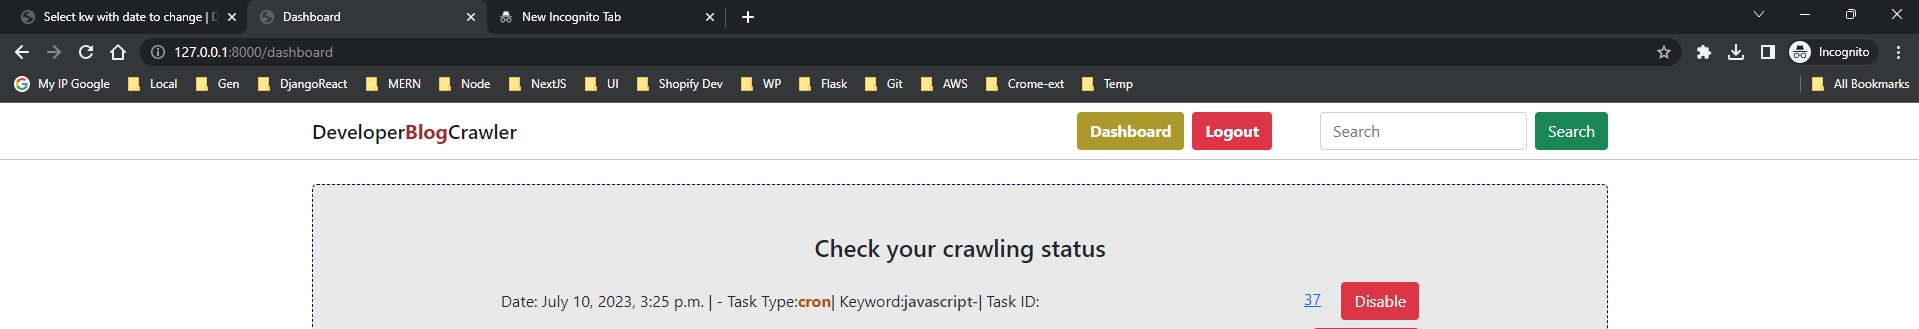 Select kw with date to change | D
Dashboard
New Incognito Tab
127.0.0.1:8000/dashboard
Incognito
My IP Google Local Gen DjangoReact MERN Node NextJS UI Shopify Dev WP Flask Git AWS Crome-ext Temp All Bookmarks
DeveloperBlogCrawler Dashboard Logout Search Search
Check your crawling status
Date: July 10, 2023, 3:25 p.m. | - Task Type:cron| Keyword:javascript-| Task ID: 37 Disable